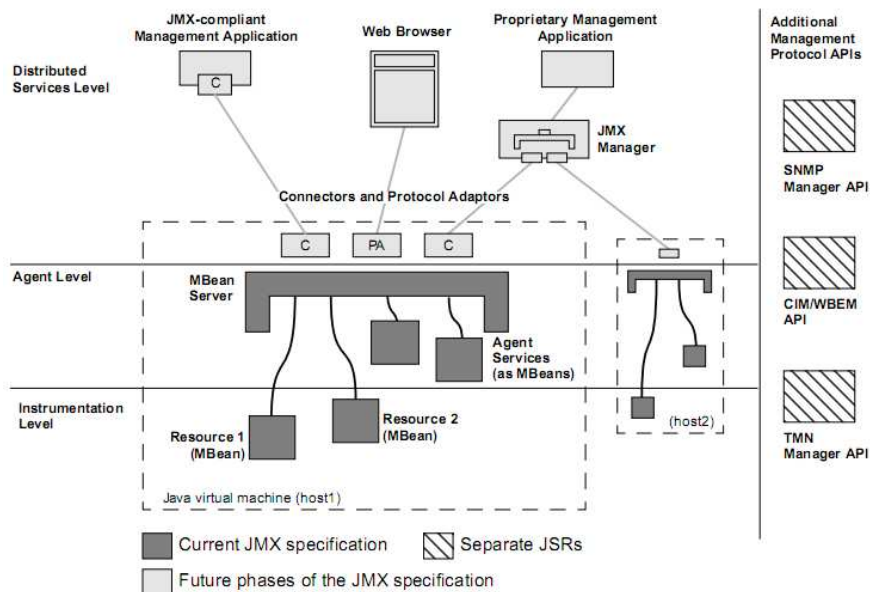 JMX-compliant
Management Application
Web Browser
Proprietary Management
Application
Additional
Management
Protocol APIs
Distributed
Services Level
C
JMX
Manager
SNMP
Manager API
Connectors and Protocol Adaptors
C
PA
C
Agent Level
MBean
Server
CIM/WBEM
API
Agent
Services
(as MBeans)
Instrumentation
Level
Resource 1
(MBean)
Resource 2
(MBean)
(host2)
TMN
Manager API
Java virtual machine (host1)
Current JMX specification
Separate JSRs
Future phases of the JMX specification